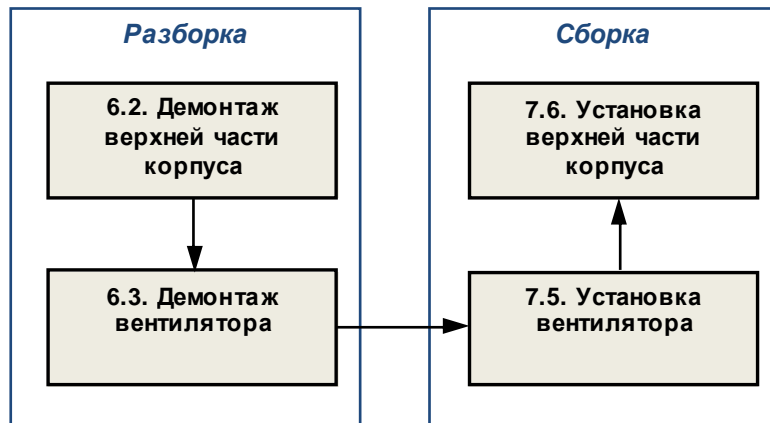 Разборка
6.2. Демонтаж
верхней части
корпуса
6.3. Демонтаж
вентилятора
Сборка
7.6. Установка
верхней части
корпуса
7.5. Установка
вентилятора